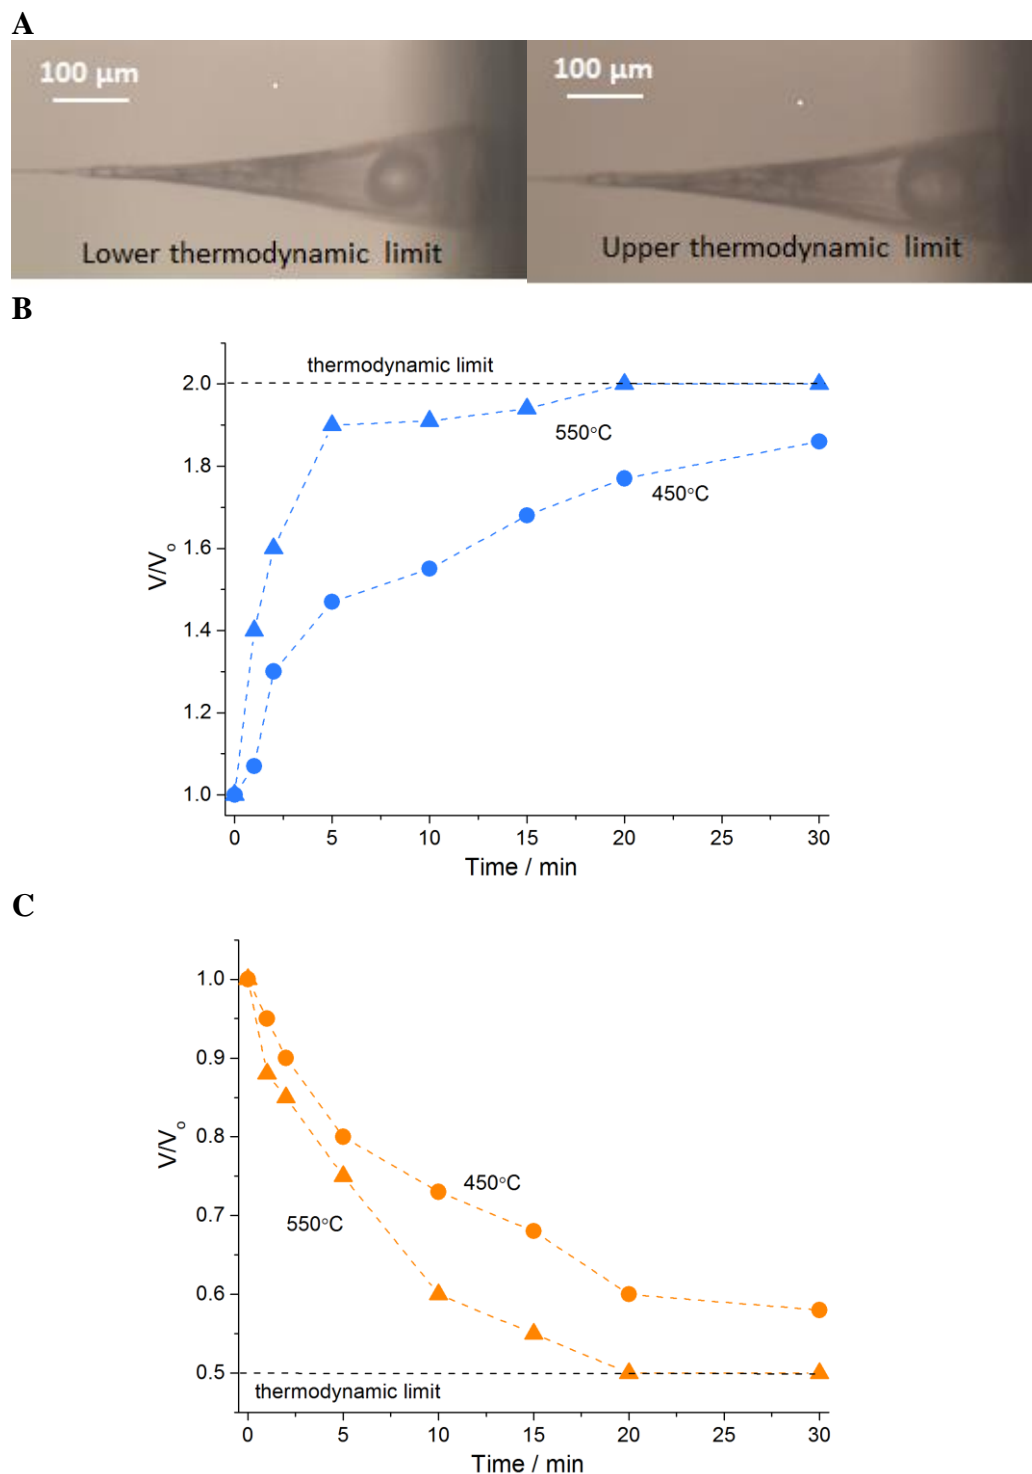 A
100 μm
100 μm
Lower thermodynamic limit
Upper thermodynamic limit
B
thermodynamic limit
2.0
550°C
1.8
450°C
1.6
V/Vo
1.4
1.2
1.0
0 5 10 15 20 25 30
Time / min
C
1.0
0.9
0.8
V/Vo
450°C
0.7
550°C
0.6
0.5
thermodynamic limit
0 5 10 15 20 25 30
Time / min